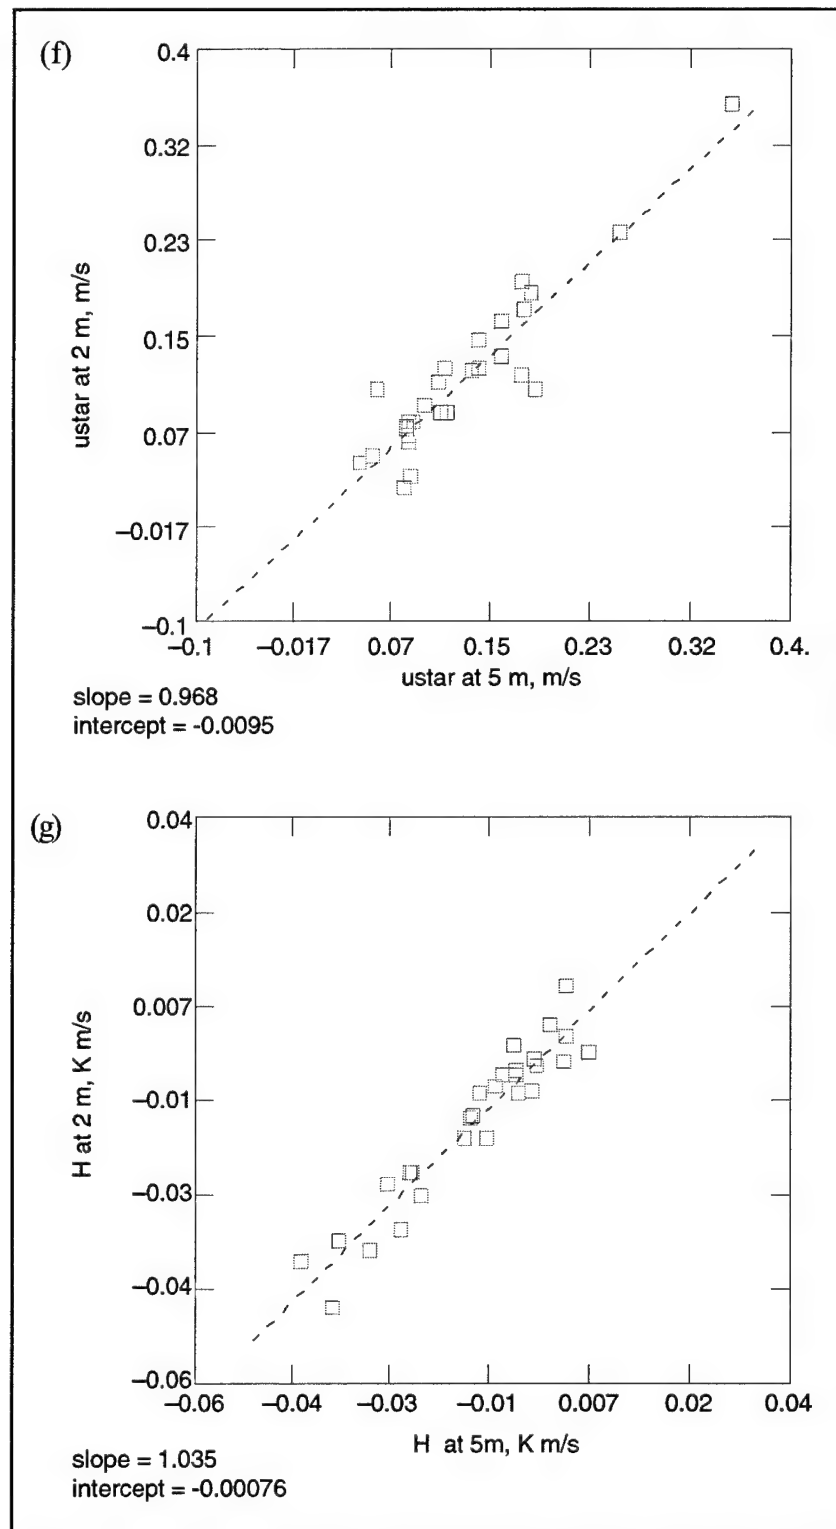 (f)
0.4
0.32
0.23
0.15
0.07
−0.017
−0.1
ustar at 2 m, m/s
−0.1 −0.017 0.07 0.15 0.23 0.32 0.4.
ustar at 5 m, m/s
slope = 0.968
intercept = -0.0095
(g)
0.04
0.02
0.007
−0.01
−0.03
−0.04
−0.06
H at 2 m, K m/s
−0.06 −0.04 −0.03 −0.01 0.007 0.02 0.04
H at 5m, K m/s
slope = 1.035
intercept = -0.00076